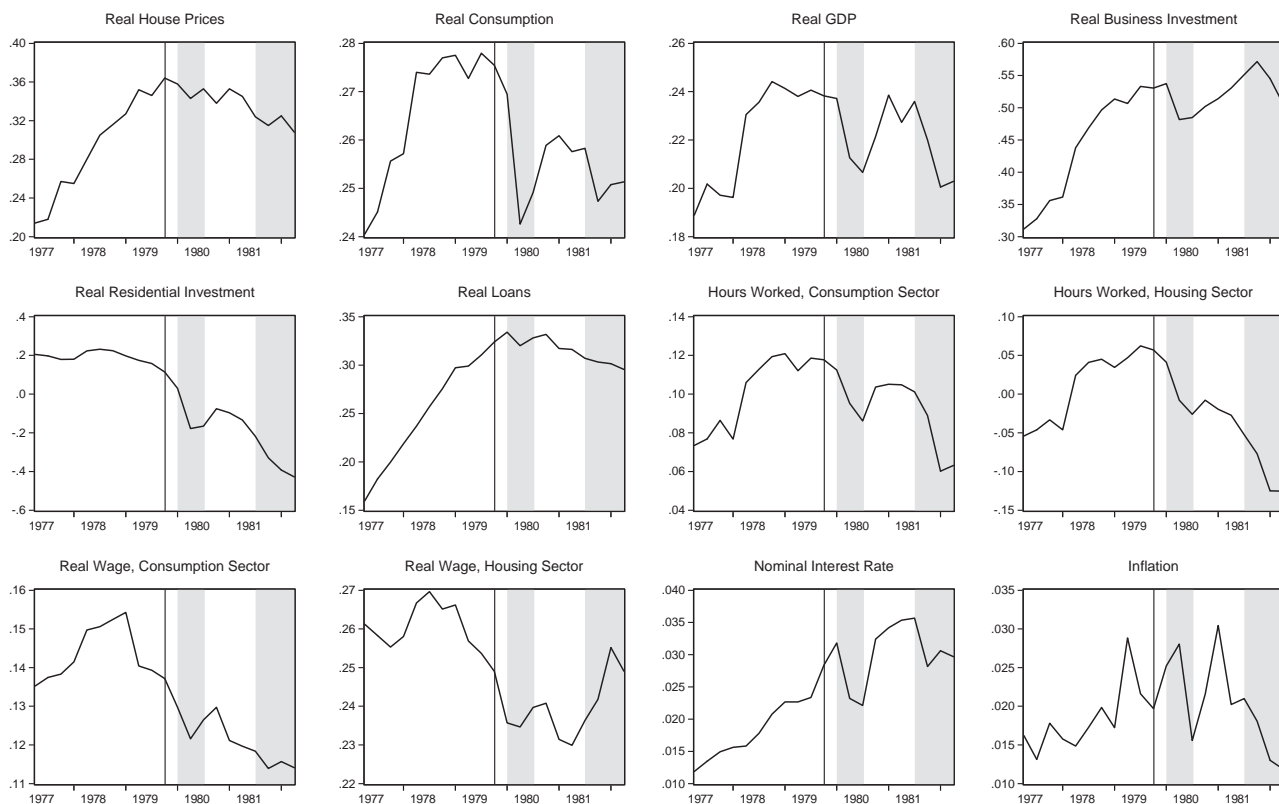 Real House Prices
.40
.36
.32
.28
.24
.20
1977 1978 1979 1980 1981
Real Consumption
.28
.27
.26
.25
.24
1977 1978 1979 1980 1981
Real GDP
.26
.24
.22
.20
.18
1977 1978 1979 1980 1981
Real Business Investment
.60
.55
.50
.45
.40
.35
.30
1977 1978 1979 1980 1981
Real Residential Investment
.4
.2
.0
-.2
-.4
-.6
1977 1978 1979 1980 1981
Real Loans
.35
.30
.25
.20
.15
1977 1978 1979 1980 1981
Hours Worked, Consumption Sector
.14
.12
.10
.08
.06
.04
1977 1978 1979 1980 1981
Hours Worked, Housing Sector
.10
.05
.00
-.05
-.10
-.15
1977 1978 1979 1980 1981
Real Wage, Consumption Sector
.16
.15
.14
.13
.12
.11
1977 1978 1979 1980 1981
Real Wage, Housing Sector
.27
.26
.25
.24
.23
.22
1977 1978 1979 1980 1981
Nominal Interest Rate
.040
.035
.030
.025
.020
.015
.010
1977 1978 1979 1980 1981
Inflation
.035
.030
.025
.020
.015
.010
1977 1978 1979 1980 1981